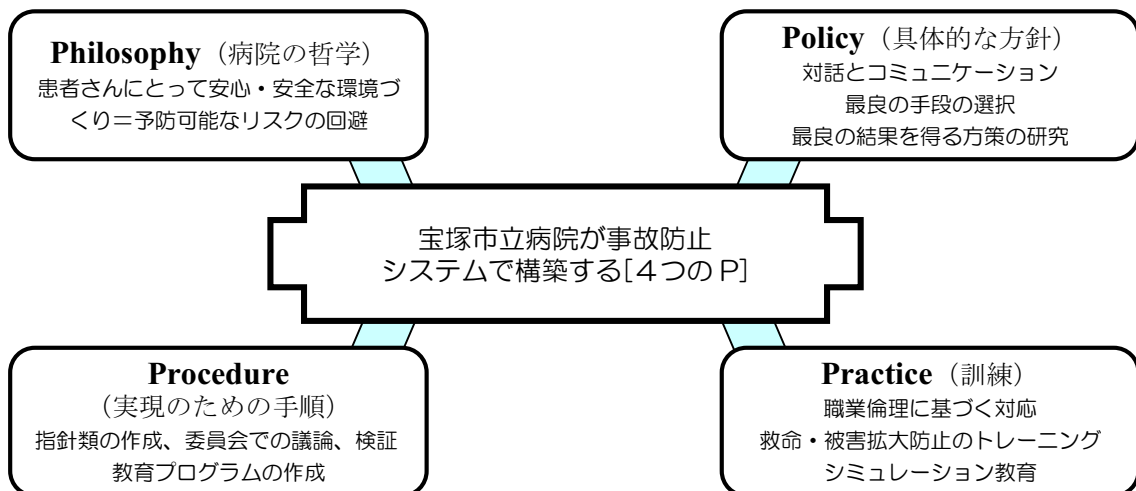 Philosophy（病院の哲学）
患者さんにとって安心・安全な環境づ
くり＝予防可能なリスクの回避
Policy（具体的な方針）
対話とコミュニケーション
最良の手段の選択
最良の結果を得る方策の研究
宝塚市立病院が事故防止
システムで構築する[４つのＰ]
Procedure
（実現のための手順）
指針類の作成、委員会での議論、検証
教育プログラムの作成
Practice（訓練）
職業倫理に基づく対応
救命・被害拡大防止のトレーニング
シミュレーション教育